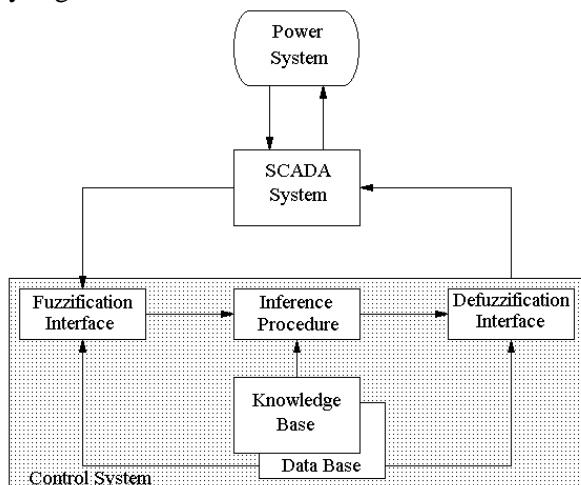 Power
System
SCADA
System
Fuzzification
Interface
Inference
Procedure
Defuzzification
Interface
Knowledge
Base
Data Base
Control System